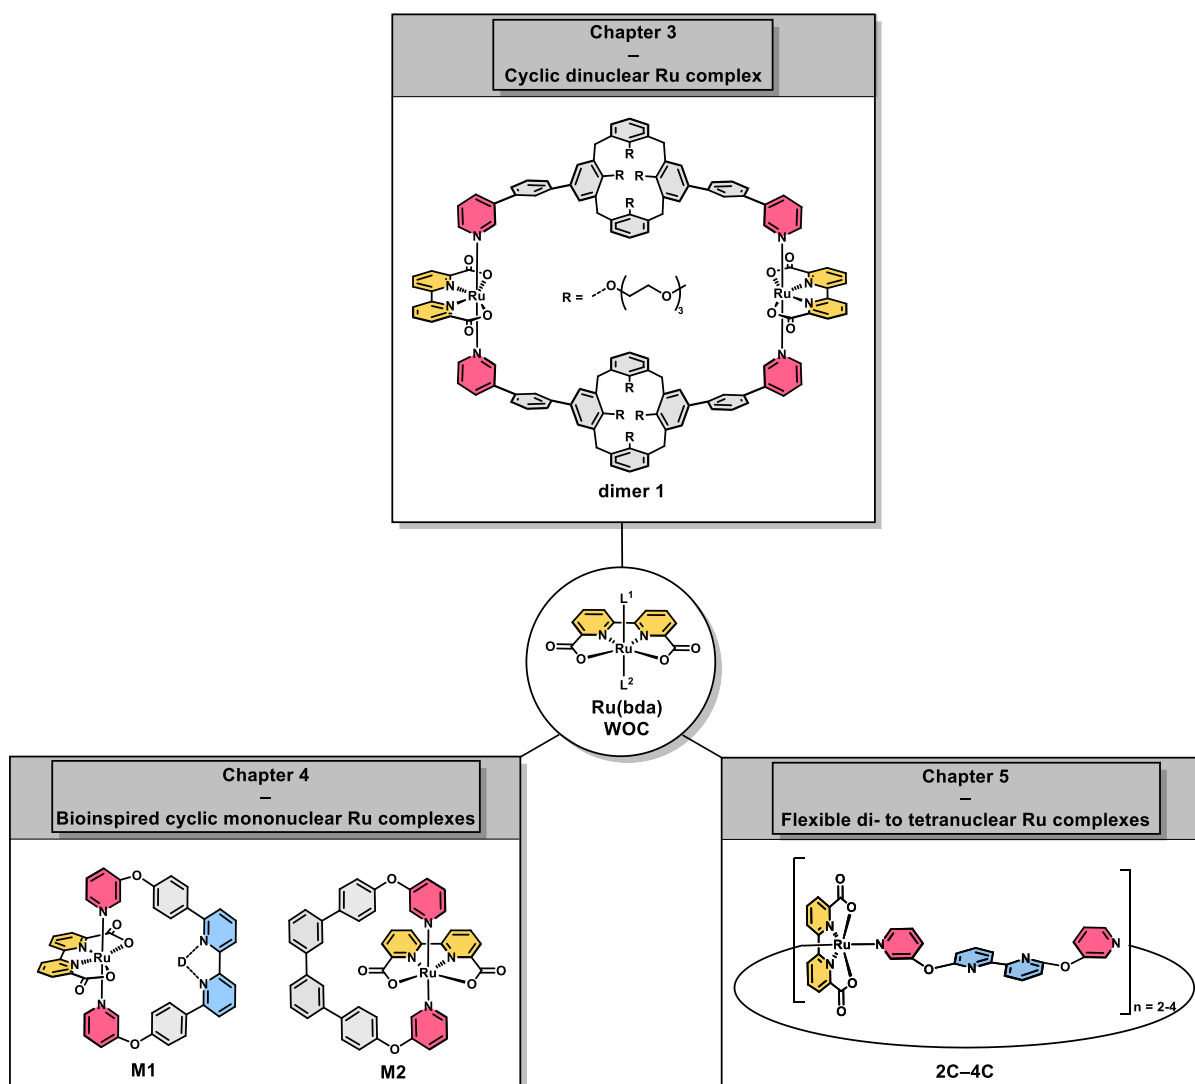 Chapter 3
–
Cyclic dinuclear Ru complex
R
R R
R
N N
O O
O O
N N
Ru Ru
N N
O O
O O
R = O ( O ) 3
N N
R
R R
R
dimer 1
L¹
N N
O O
Ru
O O
L²
Ru(bda)
WOC
Chapter 4
–
Bioinspired cyclic mononuclear Ru complexes
O
N
O
O
N
Ru
N
O
O
N
O
N
D
N
M1
O
N
N N
O O
Ru
O O
N
O
M2
Chapter 5
–
Flexible di- to tetranuclear Ru complexes
O
O
N
Ru
N
O
O
N
O
N
N
O
N
n = 2-4
2C–4C